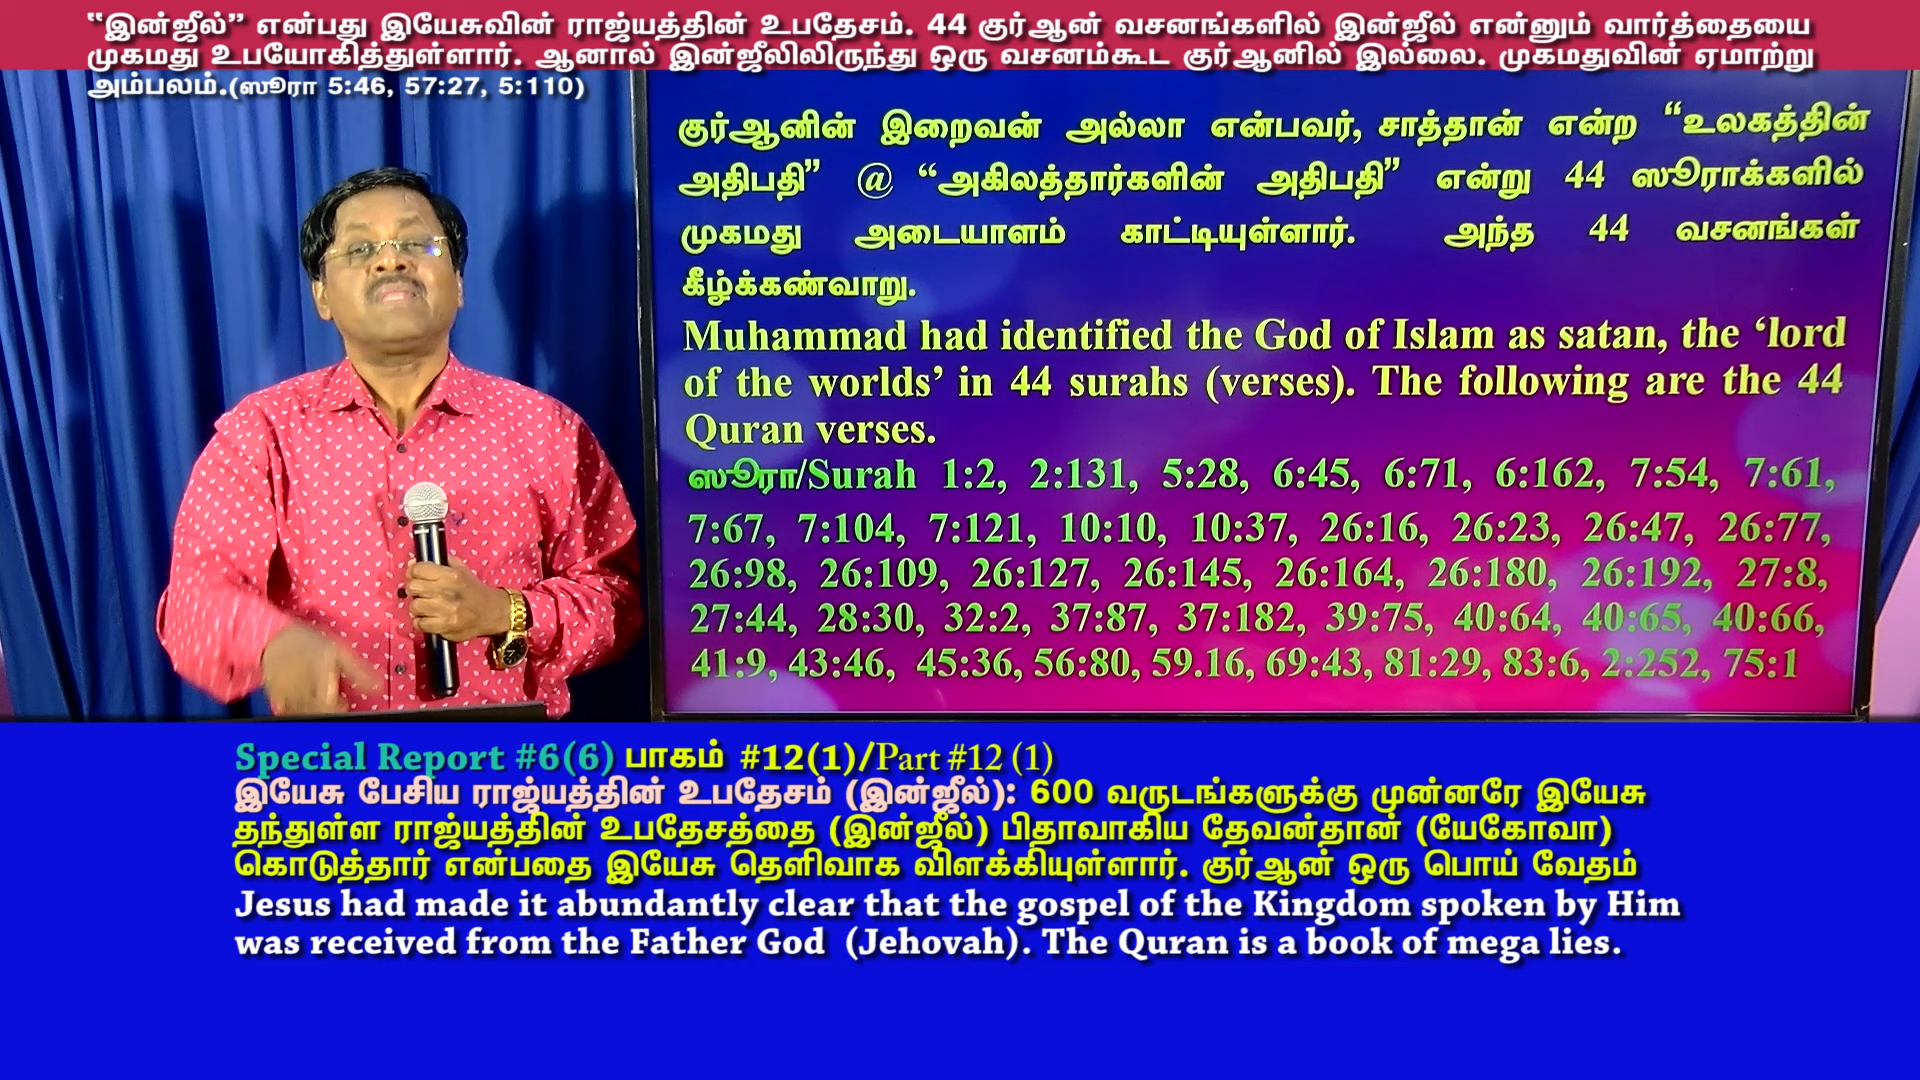 “இன்ஜீல்” என்பது இயேசுவின் ராஜ்யத்தின் உபதேசம். 44 குர்ஆன் வசனங்களில் இன்ஜீல் என்னும் வார்த்தையை
முகமது உபயோகித்துள்ளார். ஆனால் இன்ஜீலிலிருந்து ஒரு வசனம்கூட குர்ஆனில் இல்லை. முகமதுவின் ஏமாற்று
அம்பலம்.(ஸூரா 5:46, 57:27, 5:110)
குர்ஆனின் இறைவன் அல்லா என்பவர், சாத்தான் என்ற “உலகத்தின்
அதிபதி” @ “அகிலத்தார்களின் அதிபதி” என்று 44 ஸூராக்களில்
முகமது அடையாளம் காட்டியுள்ளார். அந்த 44 வசனங்கள்
கீழ்க்கண்வாறு.
Muhammad had identified the God of Islam as satan, the ‘lord
of the worlds’ in 44 surahs (verses). The following are the 44
Quran verses.
ஸூரா/Surah 1:2, 2:131, 5:28, 6:45, 6:71, 6:162, 7:54, 7:61,
7:67, 7:104, 7:121, 10:10, 10:37, 26:16, 26:23, 26:47, 26:77,
26:98, 26:109, 26:127, 26:145, 26:164, 26:180, 26:192, 27:8,
27:44, 28:30, 32:2, 37:87, 37:182, 39:75, 40:64, 40:65, 40:66,
41:9, 43:46, 45:36, 56:80, 59.16, 69:43, 81:29, 83:6, 2:252, 75:1
Special Report #6(6) பாகம் #12(1)/Part #12 (1)
இயேசு பேசிய ராஜ்யத்தின் உபதேசம் (இன்ஜீல்): 600 வருடங்களுக்கு முன்னரே இயேசு
தந்துள்ள ராஜ்யத்தின் உபதேசத்தை (இன்ஜீல்) பிதாவாகிய தேவன்தான் (யேகோவா)
கொடுத்தார் என்பதை இயேசு தெளிவாக விளக்கியுள்ளார். குர்ஆன் ஒரு பொய் வேதம்
Jesus had made it abundantly clear that the gospel of the Kingdom spoken by Him
was received from the Father God (Jehovah). The Quran is a book of mega lies.